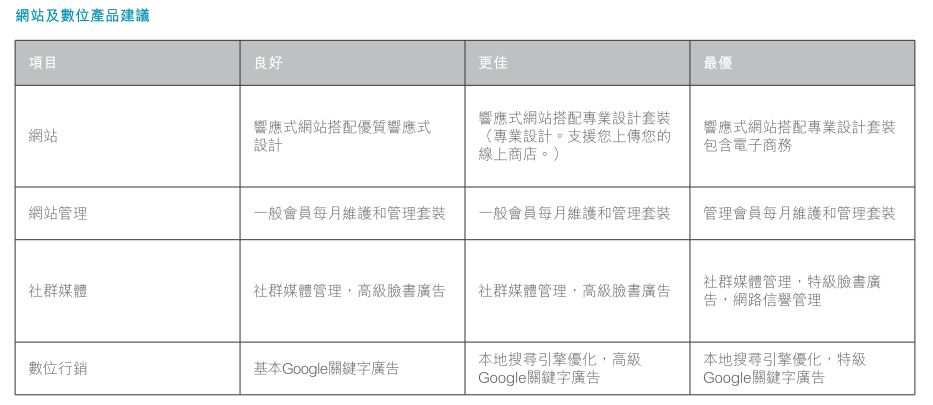 網站及數位產品建議
項目
良好
更佳
最優
網站
響應式網站搭配優質響應式
設計
響應式網站搭配專業設計套裝
（專業設計。支援您上傳您的
線上商店。）
響應式網站搭配專業設計套裝
包含電子商務
網站管理
一般會員每月維護和管理套裝
一般會員每月維護和管理套裝
管理會員每月維護和管理套裝
社群媒體
社群媒體管理，高級臉書廣告
社群媒體管理，高級臉書廣告
社群媒體管理，特級臉書廣
告，網路信譽管理
數位行銷
基本Google關鍵字廣告
本地搜尋引擎優化，高級
Google關鍵字廣告
本地搜尋引擎優化，特級
Google關鍵字廣告